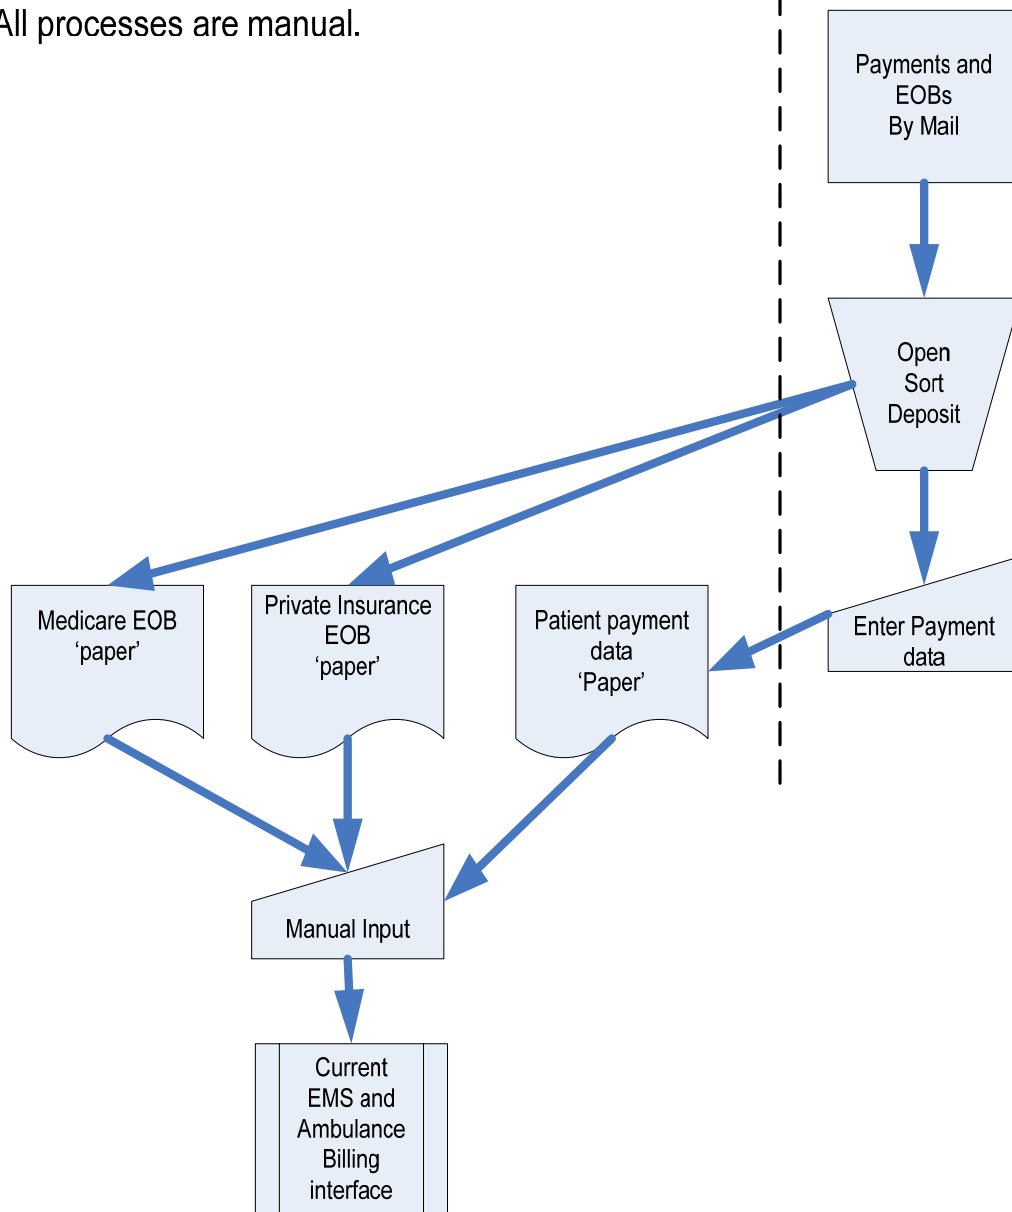 All processes are manual.
Payments and
EOBs
By Mail
Open
Sort
Deposit
Medicare EOB
‘paper’
Private Insurance
EOB
‘paper’
Patient payment
data
‘Paper’
Enter Payment
data
Manual Input
Current
EMS and
Ambulance
Billing
interface